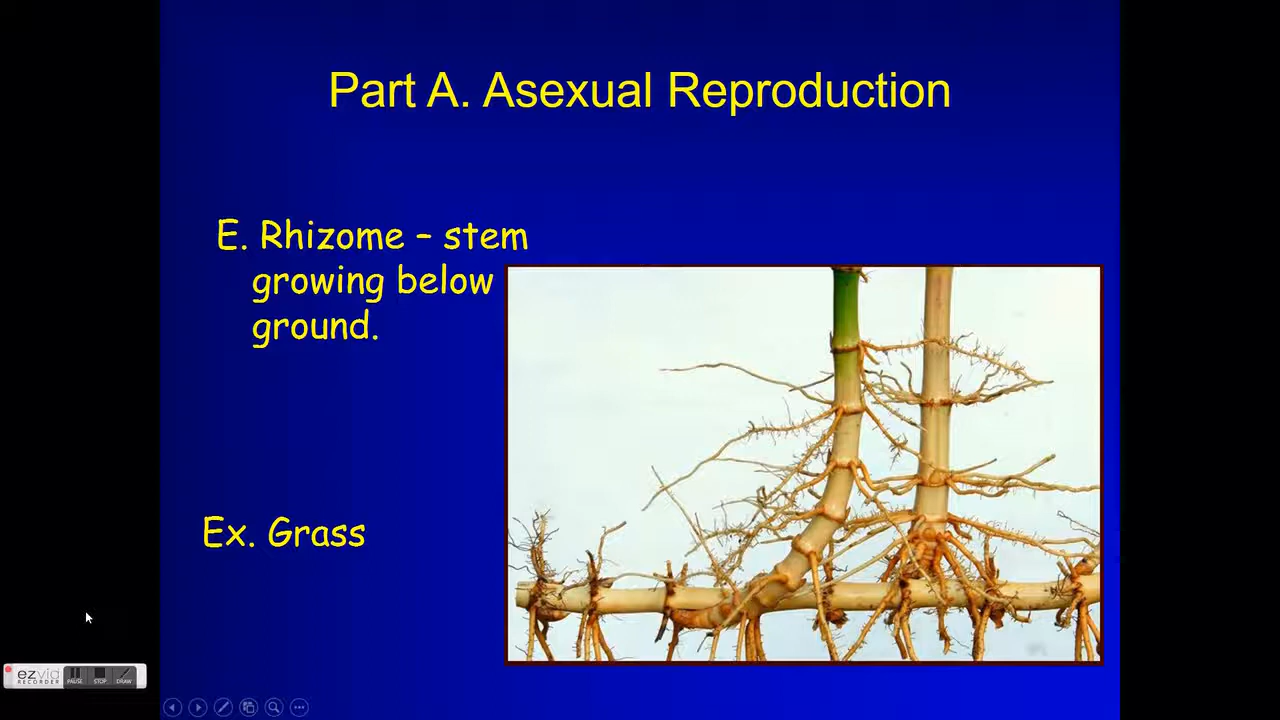 Part A. Asexual Reproduction
E. Rhizome – stem
growing below
ground.
Ex. Grass
ezvid
RECORDER
PAUSE
STOP
DRAW